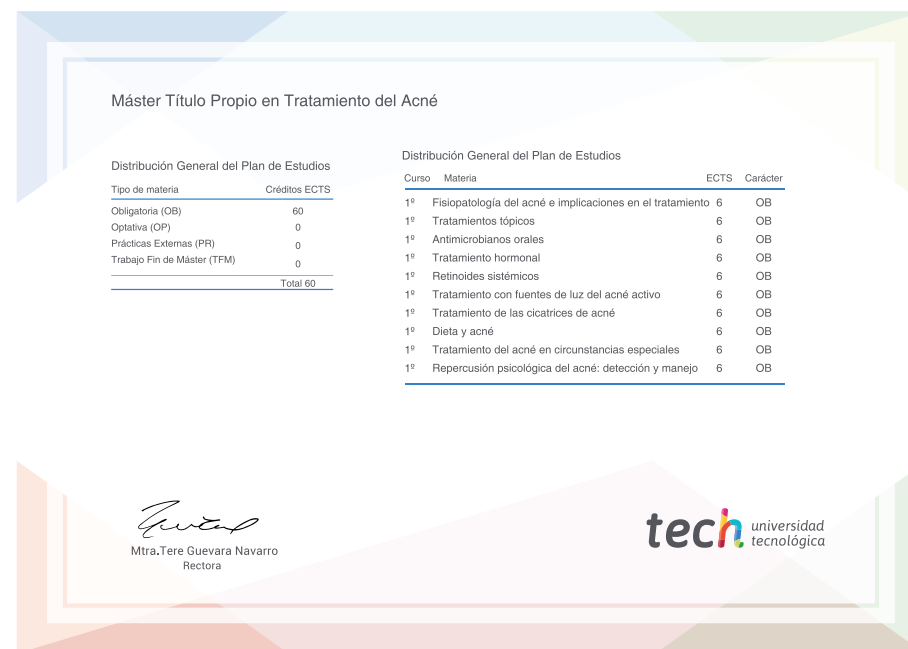 Máster Título Propio en Tratamiento del Acné
Distribución General del Plan de Estudios
Tipo de materia Créditos ECTS
Obligatoria (OB) 60
Optativa (OP) 0
Prácticas Externas (PR) 0
Trabajo Fin de Máster (TFM) 0
Total 60
Distribución General del Plan de Estudios
Curso Materia ECTS Carácter
1º Fisiopatología del acné e implicaciones en el tratamiento 6 OB
1º Tratamientos tópicos 6 OB
1º Antimicrobianos orales 6 OB
1º Tratamiento hormonal 6 OB
1º Retinoides sistémicos 6 OB
1º Tratamiento con fuentes de luz del acné activo 6 OB
1º Tratamiento de las cicatrices de acné 6 OB
1º Dieta y acné 6 OB
1º Tratamiento del acné en circunstancias especiales 6 OB
1º Repercusión psicológica del acné: detección y manejo 6 OB
Mtra.Tere Guevara Navarro
Rectora
tech universidad
tecnológica